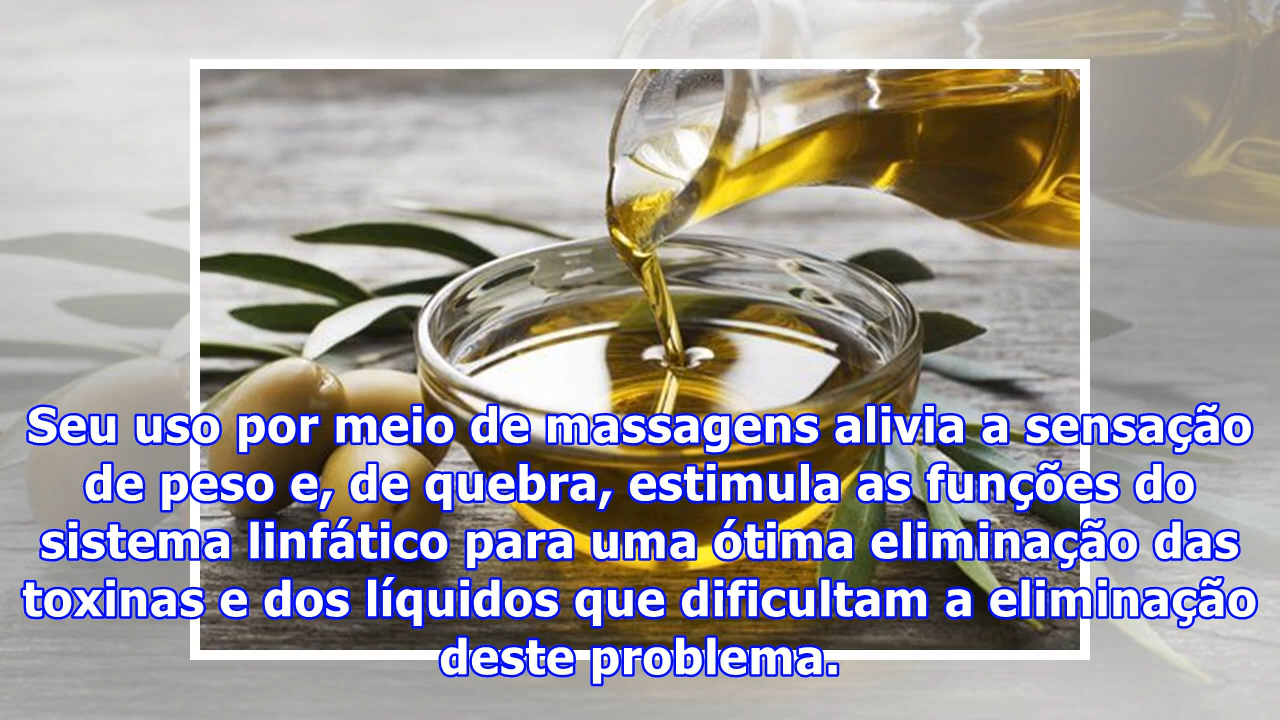 Seu uso por meio de massagens alivia a sensação
de peso e, de quebra, estimula as funções do
sistema linfático para uma ótima eliminação das
toxinas e dos líquidos que dificultam a eliminação
deste problema.